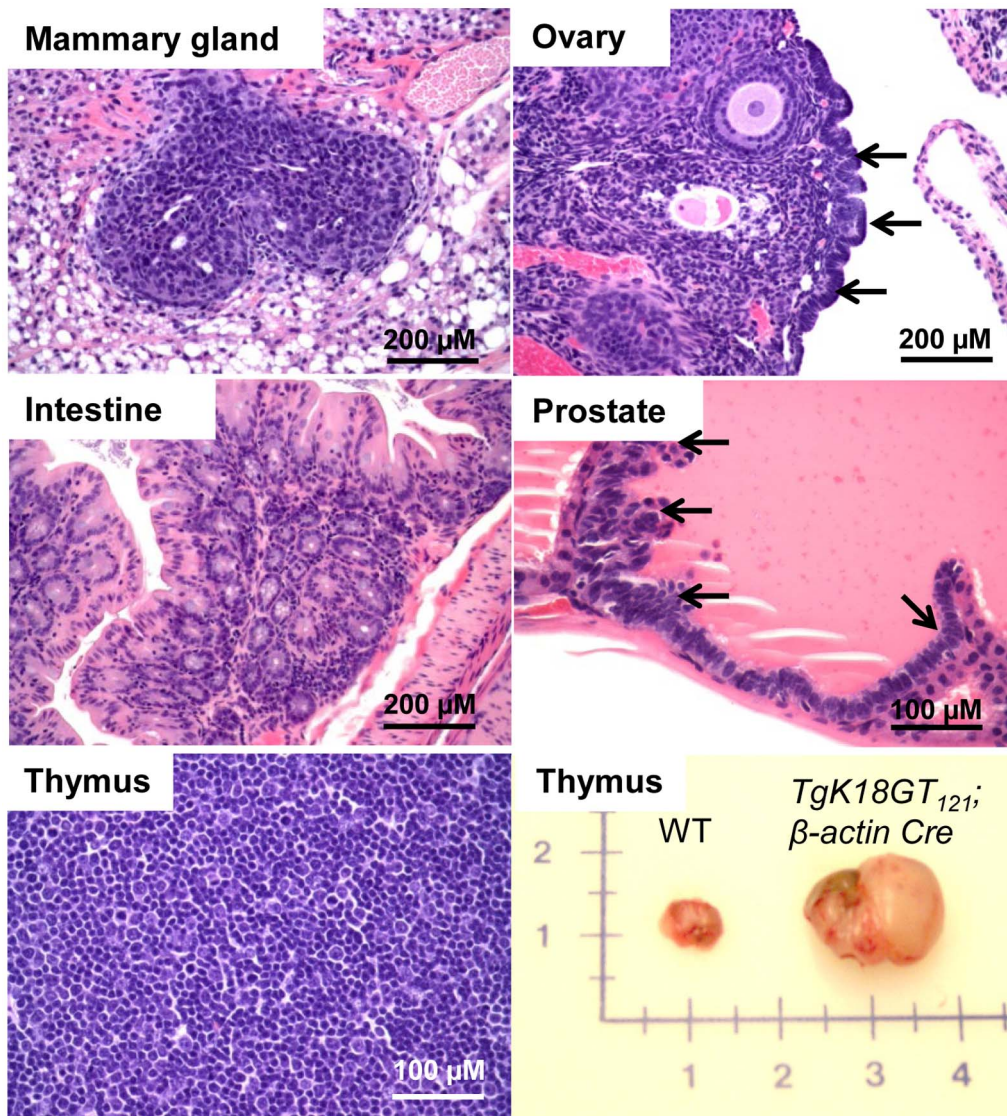 Mammary gland
200 µM
Ovary
200 µM
Intestine
200 µM
Prostate
100 µM
Thymus
100 µM
Thymus
WT
TgK18GT121;
β-actin Cre
2
1
1
2
3
4